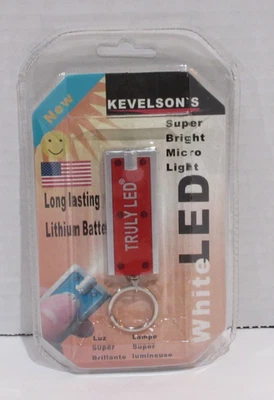 New
KEVELSON'S
Super
Bright
Micro
Light
Long lasting
Lithium Batte
TRULY LED
White LED
Luz
Super
Brillante
Lampe
Super
lumineuse